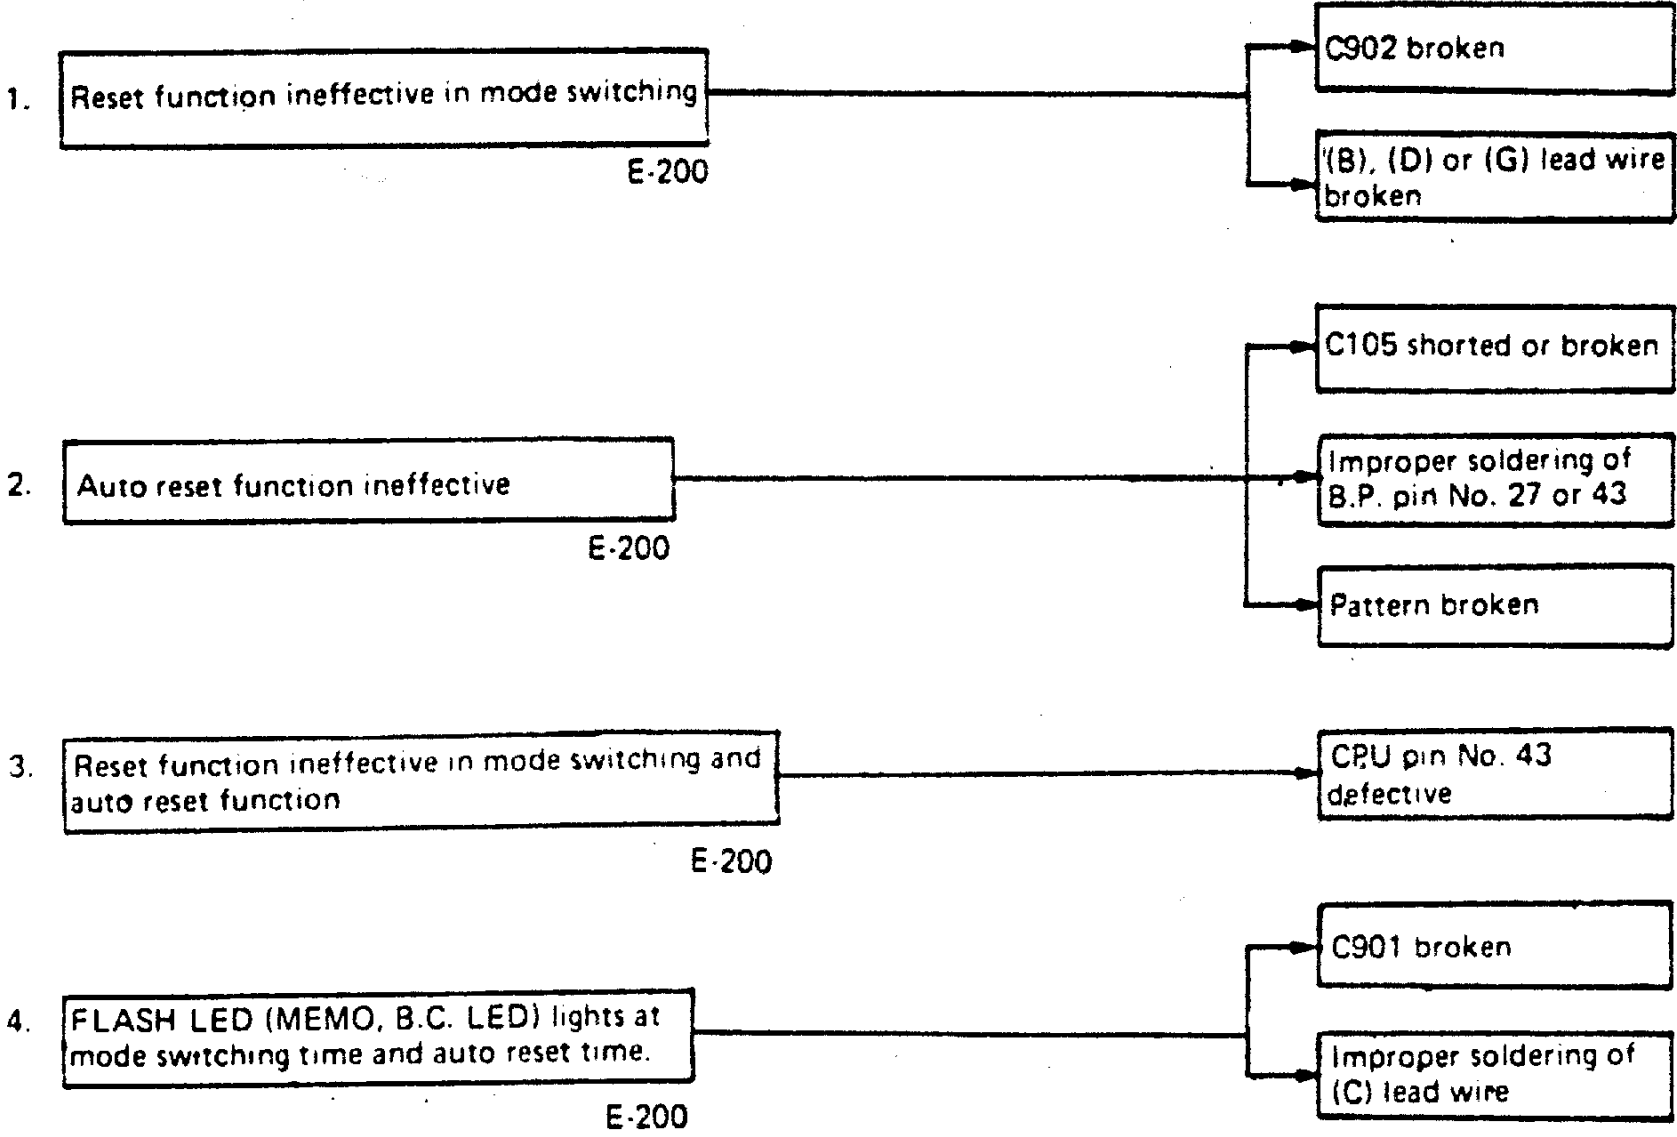 1.
Reset function ineffective in mode switching
E-200
C902 broken
(B), (D) or (G) lead wire
broken
2.
Auto reset function ineffective
E-200
C105 shorted or broken
Improper soldering of
B.P. pin No. 27 or 43
Pattern broken
3.
Reset function ineffective in mode switching and
auto reset function
E-200
CPU pin No. 43
defective
4.
FLASH LED (MEMO, B.C. LED) lights at
mode switching time and auto reset time.
E-200
C901 broken
Improper soldering of
(C) lead wire